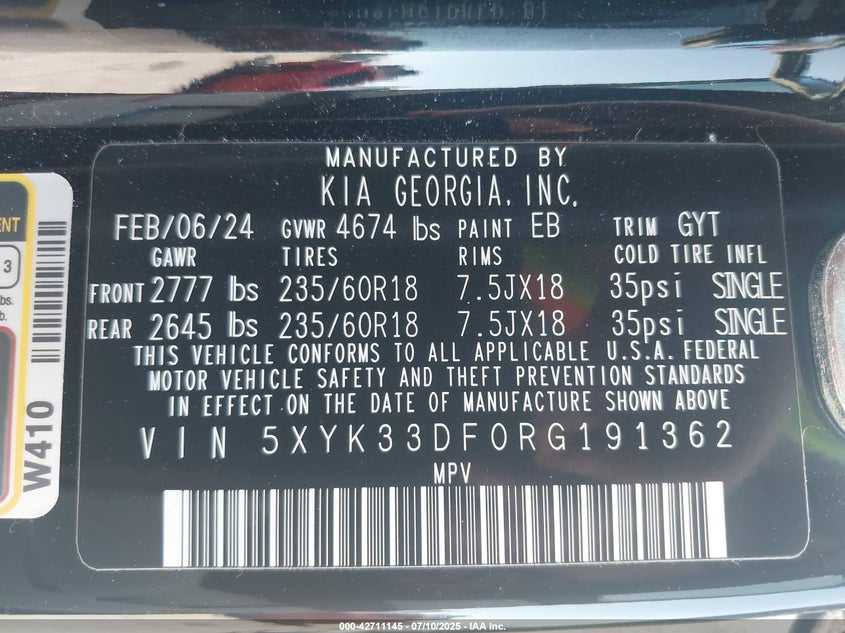 MANUFACTURED BY
KIA GEORGIA, INC.
FEB/06/24 GVWR 4674 lbs PAINT EB TRIM GYT
GAWR TIRES RIMS COLD TIRE INFL
FRONT 2777 lbs 235/60R18 7.5JX18 35psi SINGLE
REAR 2645 lbs 235/60R18 7.5JX18 35psi SINGLE
THIS VEHICLE CONFORMS TO ALL APPLICABLE U.S.A. FEDERAL
MOTOR VEHICLE SAFETY AND THEFT PREVENTION STANDARDS
IN EFFECT ON THE DATE OF MANUFACTURE SHOWN ABOVE
VIN 5XYK33DF0RG191362
MPV
3
W410
000-42711145 - 07/10/2025 - IAA Inc.